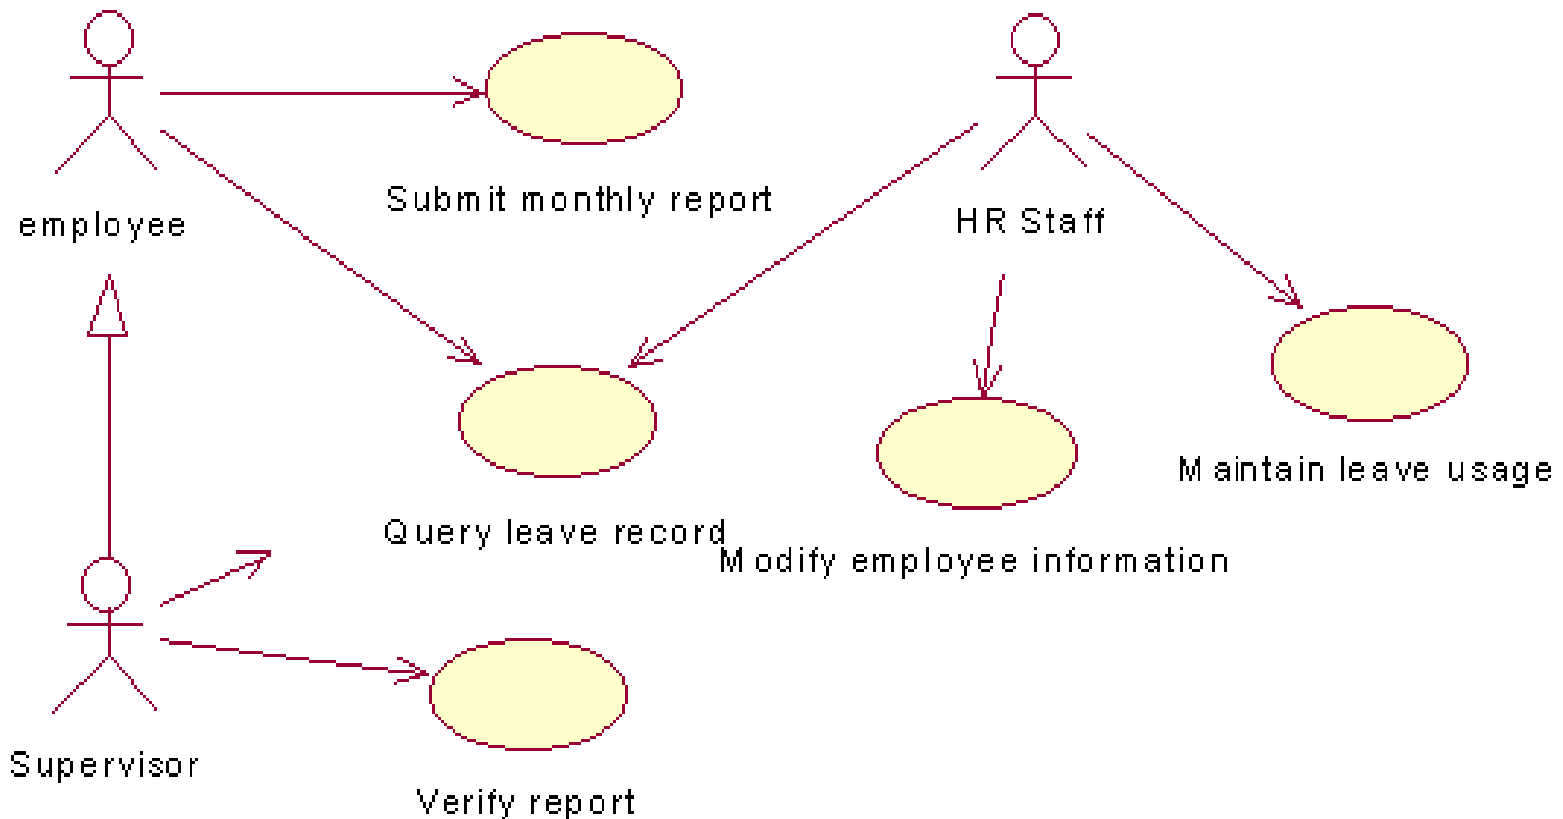 Submit monthly report
employee
HR Staff
Maintain leave usage
Query leave record
Modify employee information
Supervisor
Verify report